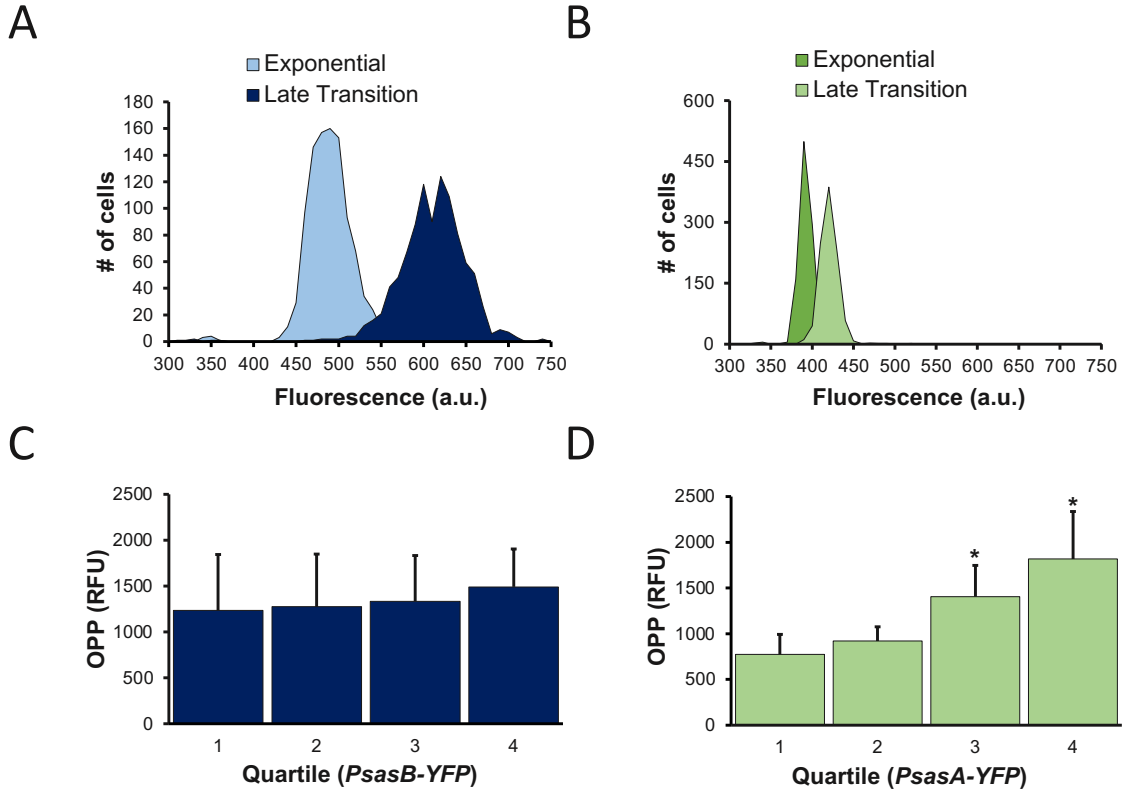 A
Exponential
Late Transition
180
160
140
120
100
80
60
40
20
0
# of cells
300 350 400 450 500 550 600 650 700 750
Fluorescence (a.u.)
B
Exponential
Late Transition
600
450
300
150
0
# of cells
300 350 400 450 500 550 600 650 700 750
Fluorescence (a.u.)
C
2500
2000
1500
1000
500
0
OPP (RFU)
1 2 3 4
Quartile (PsasB-YFP)
D
2500
2000
1500
1000
500
0
OPP (RFU)
* *
1 2 3 4
Quartile (PsasA-YFP)